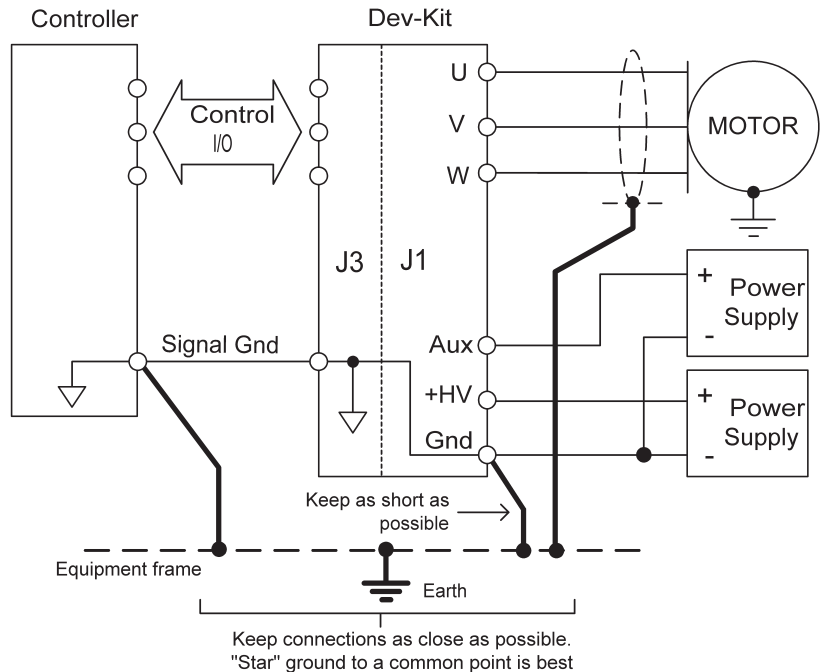 Controller
Dev-Kit
Control
I/O
U
V
W
MOTOR
J3
J1
+
Power
Supply
-
Signal Gnd
Aux
+HV
Gnd
+
Power
Supply
-
Keep as short as
possible
Equipment frame
Earth
Keep connections as close as possible.
"Star" ground to a common point is best